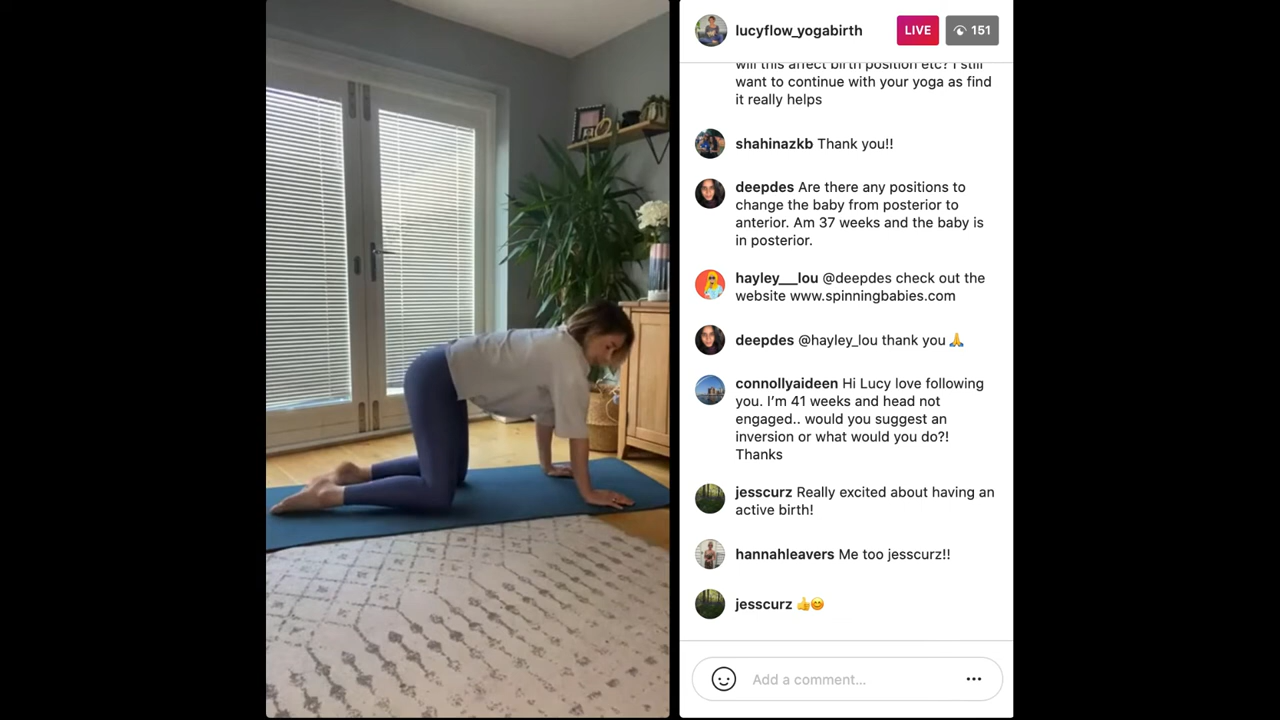 lucyflow_yogabirth
LIVE
151
will this affect birth position etc? I still
want to continue with your yoga as find
it really helps
shahinazkb Thank you!!
deepdes Are there any positions to
change the baby from posterior to
anterior. Am 37 weeks and the baby is
in posterior.
hayley___lou @deepdes check out the
website www.spinningbabies.com
deepdes @hayley_lou thank you 🙏
connollyaideen Hi Lucy love following
you. I'm 41 weeks and head not
engaged.. would you suggest an
inversion or what would you do?!
Thanks
jesscurz Really excited about having an
active birth!
hannahleavers Me too jesscurz!!
jesscurz 👍😊
Add a comment...